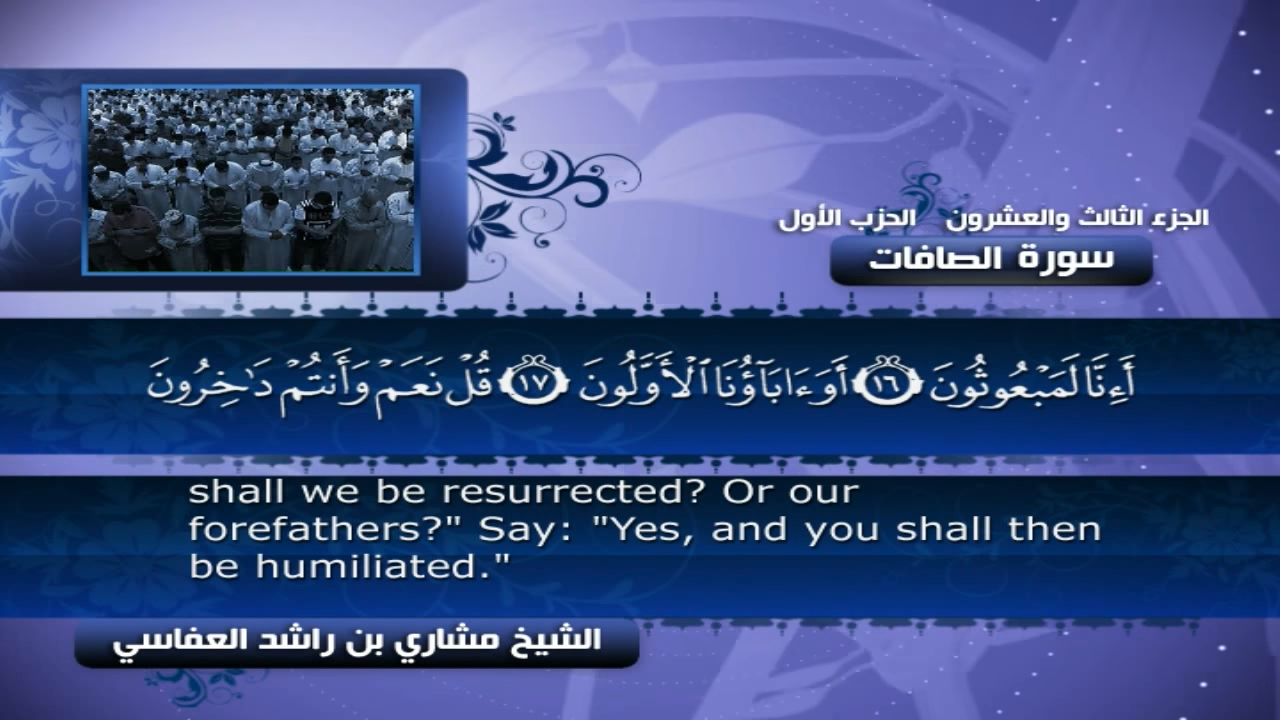 الجزء الثالث والعشرون الحزب الأول
سورة الصافات
أَءِنَّا لَمَبۡعُوثُونَ ١٦ أَوَءَابَآؤُنَا ٱلۡأَوَّلُونَ ١٧ قُلۡ نَعَمۡ وَأَنتُمۡ دَٰخِرُونَ
shall we be resurrected? Or our
forefathers?" Say: "Yes, and you shall then
be humiliated."
الشيخ مشاري بن راشد العفاسي